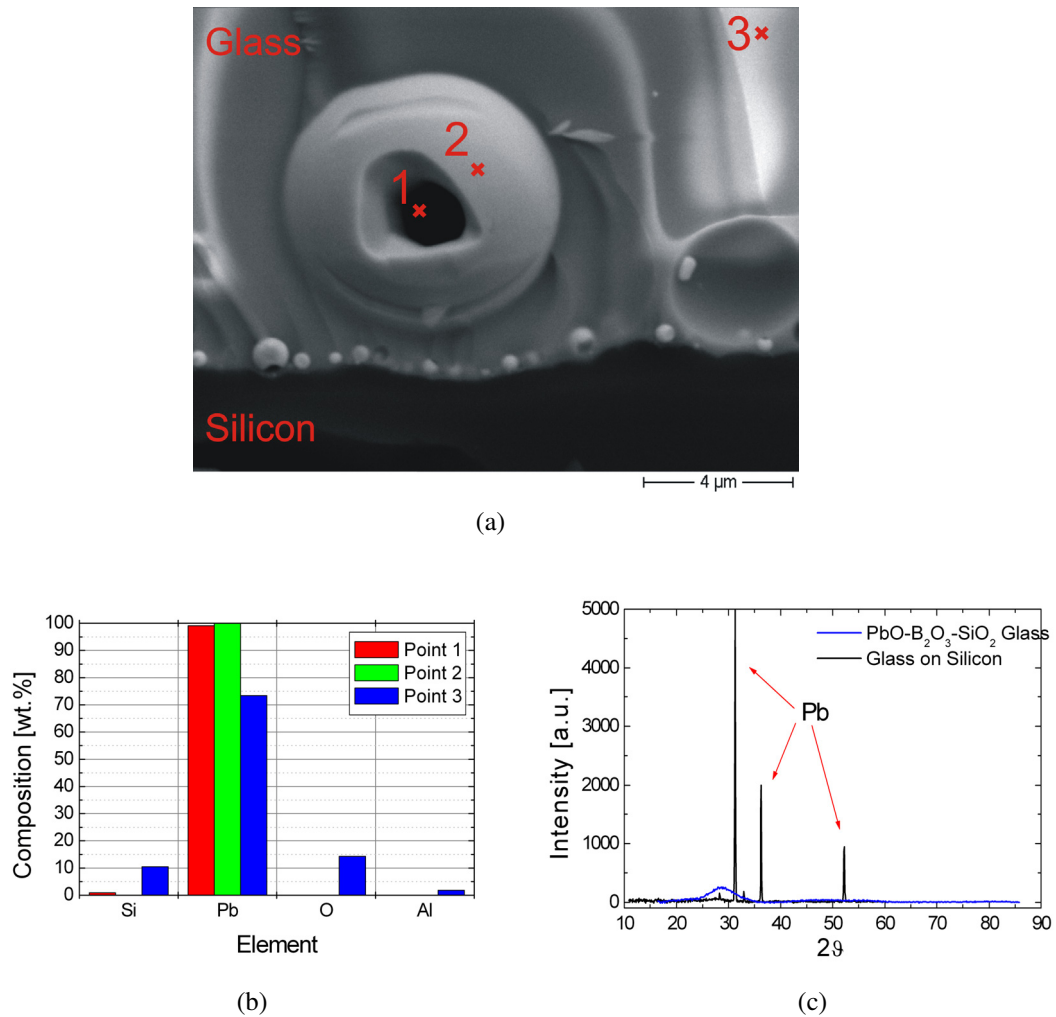 Glass
3
2
1
Silicon
4 µm
(a)
100
90
80
70
60
50
40
30
20
10
0
Composition [wt.%]
Point 1
Point 2
Point 3
Si Pb O Al
Element
(b)
5000
4000
3000
2000
1000
0
Intensity [a.u.]
PbO-B₂O₃-SiO₂ Glass
Glass on Silicon
Pb
10 20 30 40 50 60 70 80 90
2ϑ
(c)